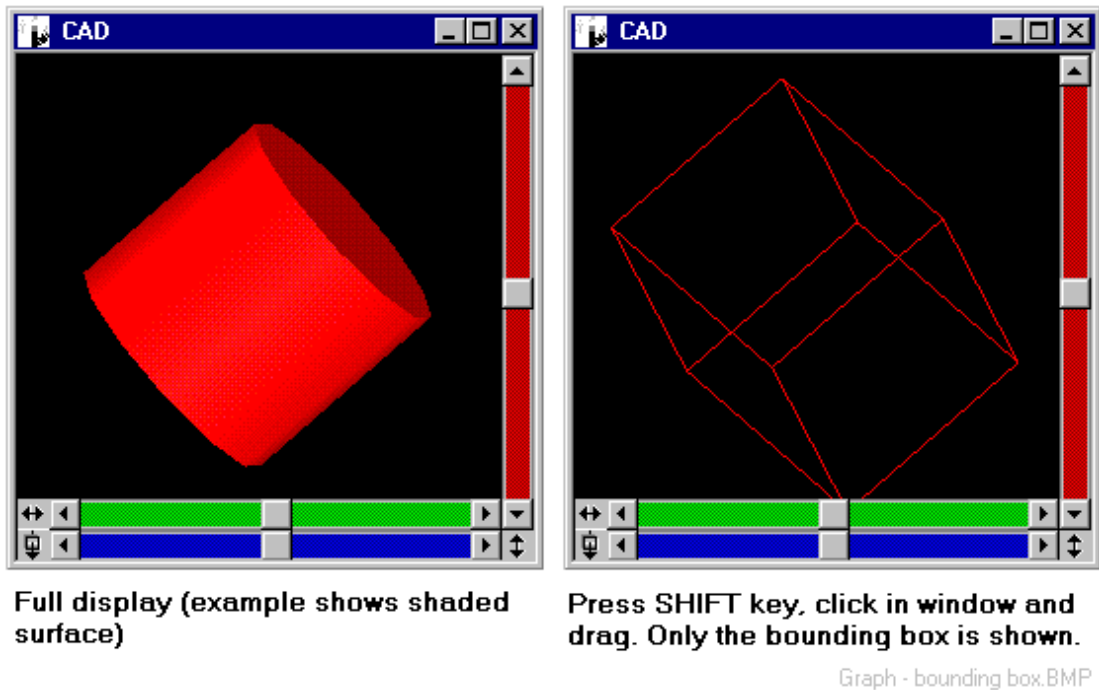 CAD
CAD
Full display (example shows shaded
surface)
Press SHIFT key, click in window and
drag. Only the bounding box is shown.
Graph - bounding box.BMP